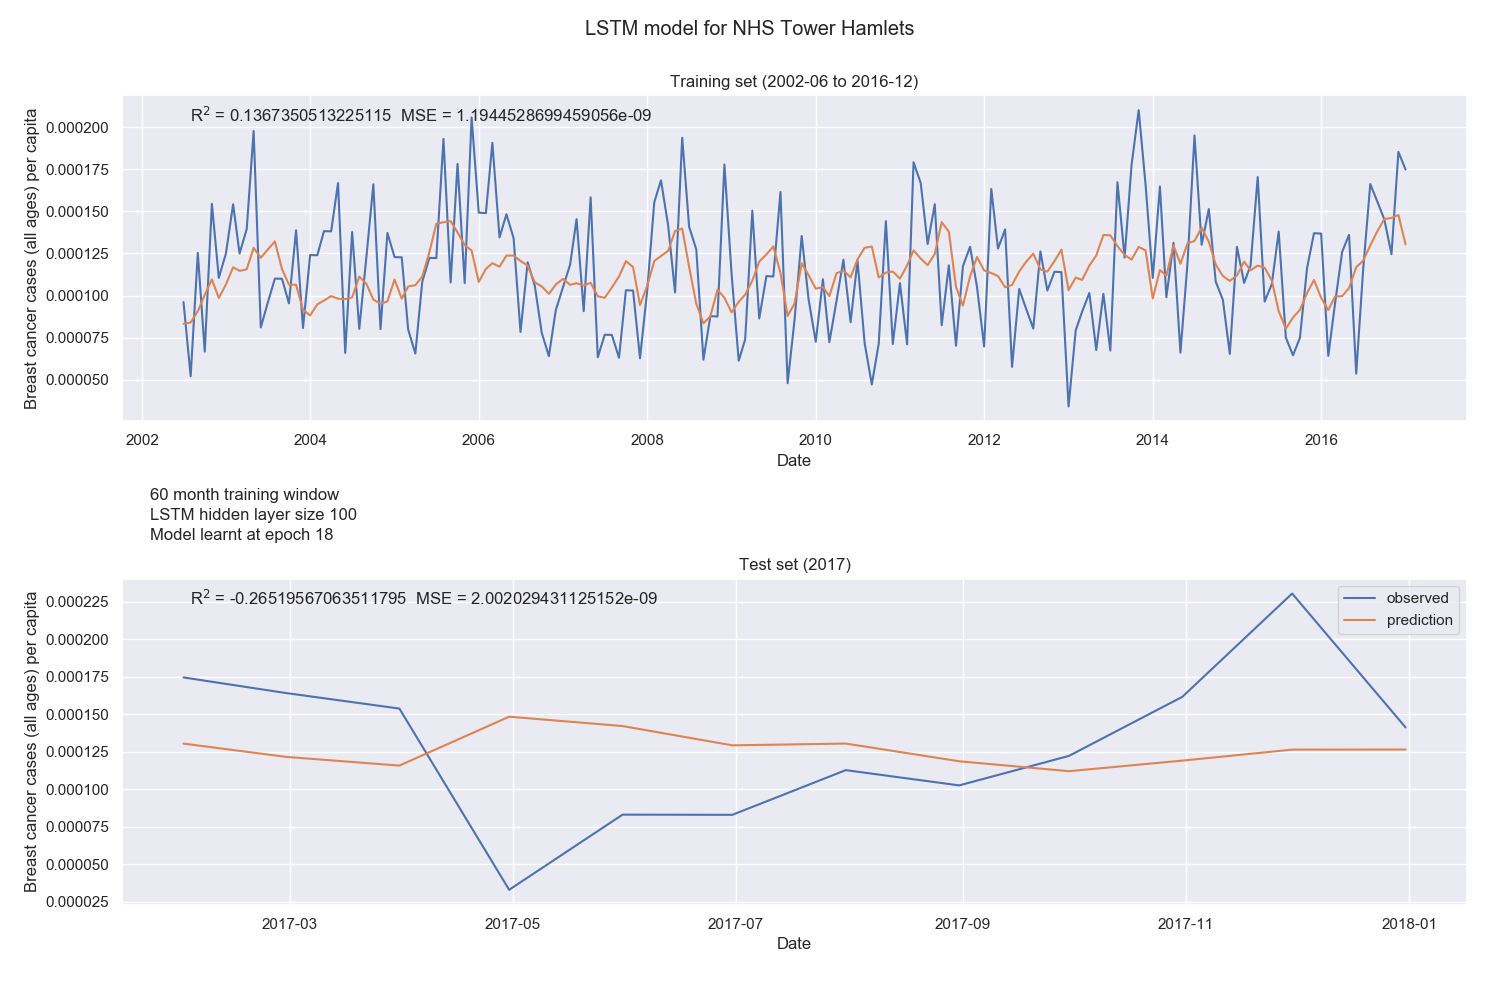 LSTM model for NHS Tower Hamlets
Training set (2002-06 to 2016-12)
R² = 0.1367350513225115 MSE = 1.1944528699459056e-09
Breast cancer cases (all ages) per capita
0.000200
0.000175
0.000150
0.000125
0.000100
0.000075
0.000050
2002 2004 2006 2008 2010 2012 2014 2016
Date
60 month training window
LSTM hidden layer size 100
Model learnt at epoch 18
Test set (2017)
R² = -0.26519567063511795 MSE = 2.002029431125152e-09
observed
prediction
Breast cancer cases (all ages) per capita
0.000225
0.000200
0.000175
0.000150
0.000125
0.000100
0.000075
0.000050
0.000025
2017-03 2017-05 2017-07 2017-09 2017-11 2018-01
Date